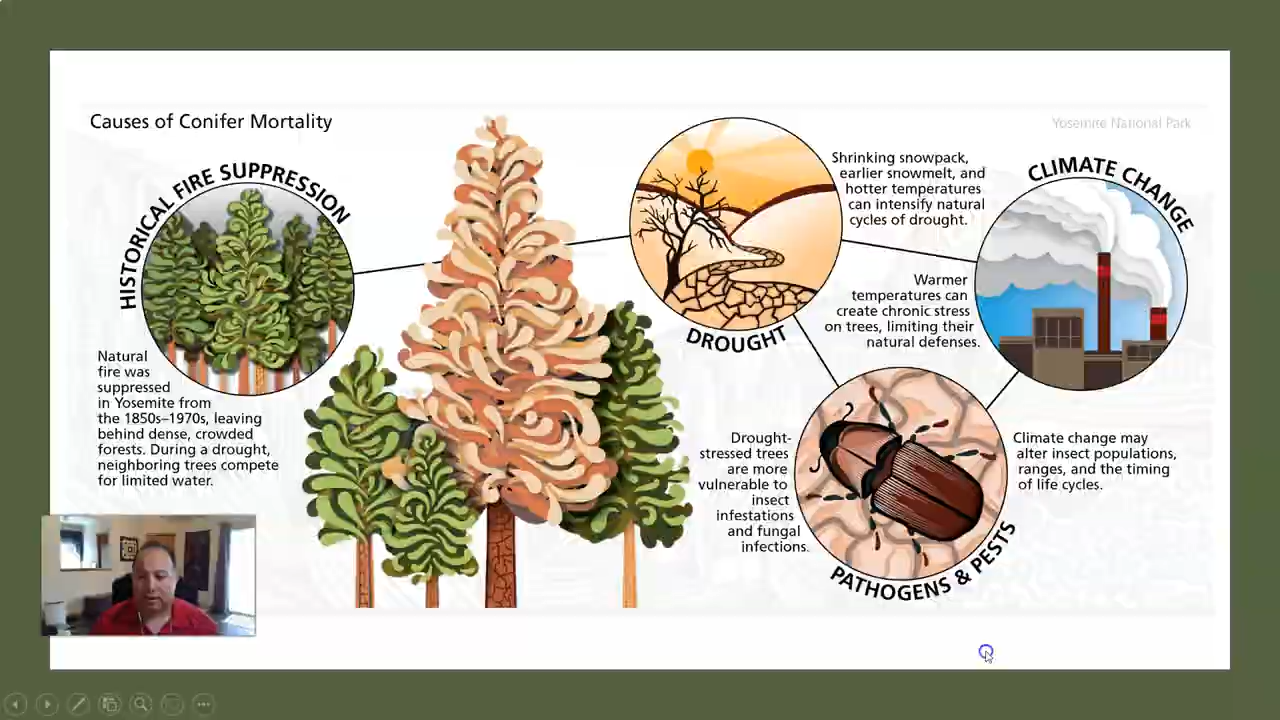 Causes of Conifer Mortality
Yosemite National Park
HISTORICAL FIRE SUPPRESSION
Natural
fire was
suppressed
in Yosemite from
the 1850s–1970s, leaving
behind dense, crowded
forests. During a drought,
neighboring trees compete
for limited water.
DROUGHT
Shrinking snowpack,
earlier snowmelt, and
hotter temperatures
can intensify natural
cycles of drought.
CLIMATE CHANGE
Warmer
temperatures can
create chronic stress
on trees, limiting their
natural defenses.
Drought-
stressed trees
are more
vulnerable to
insect
infestations
and fungal
infections.
PATHOGENS & PESTS
Climate change may
alter insect populations,
ranges, and the timing
of life cycles.